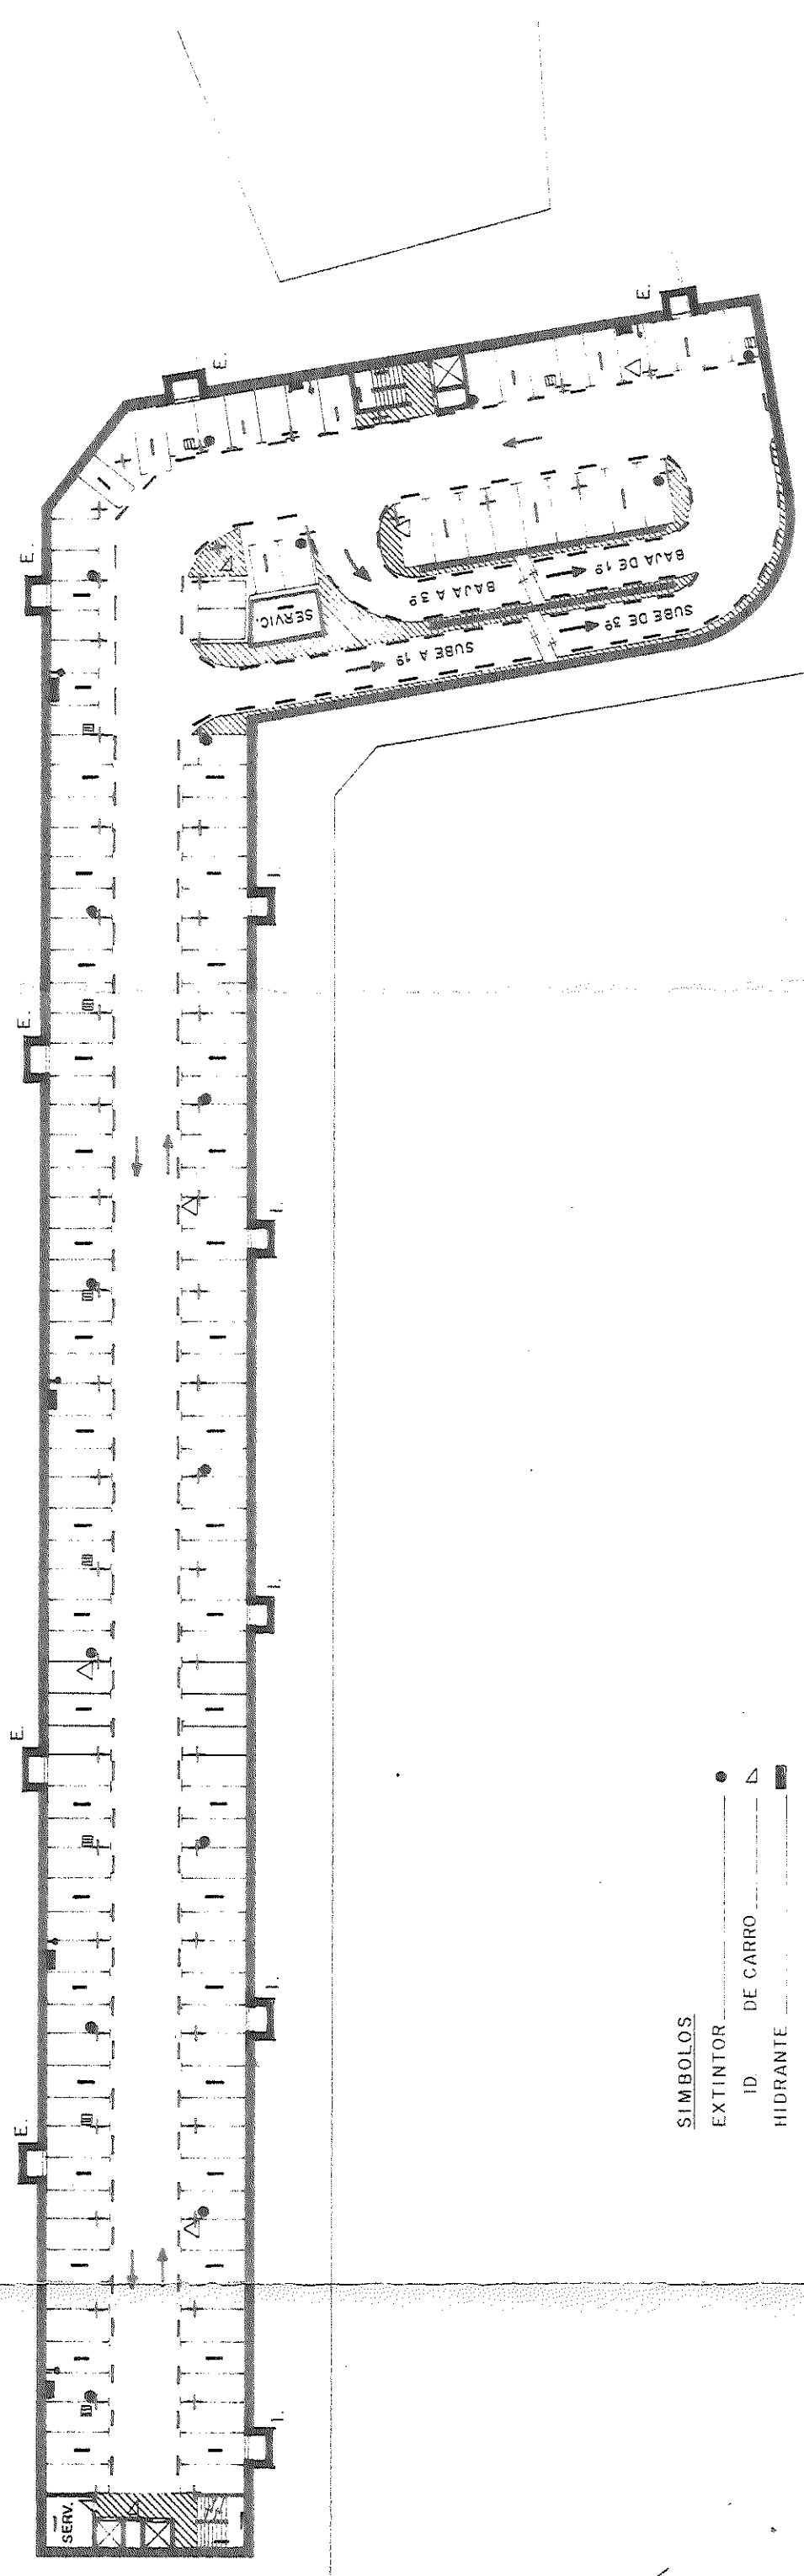 E.
E.
E.
E.
E.
E.
E.
SERVIC.
BAJA A 3º
BAJA DE 1º
SUBE A 1º
SUBE DE 3º
I.
I.
I.
I.
I.
SERV.
SIMBOLOS
EXTINTOR
ID. DE CARRO
HIDRANTE